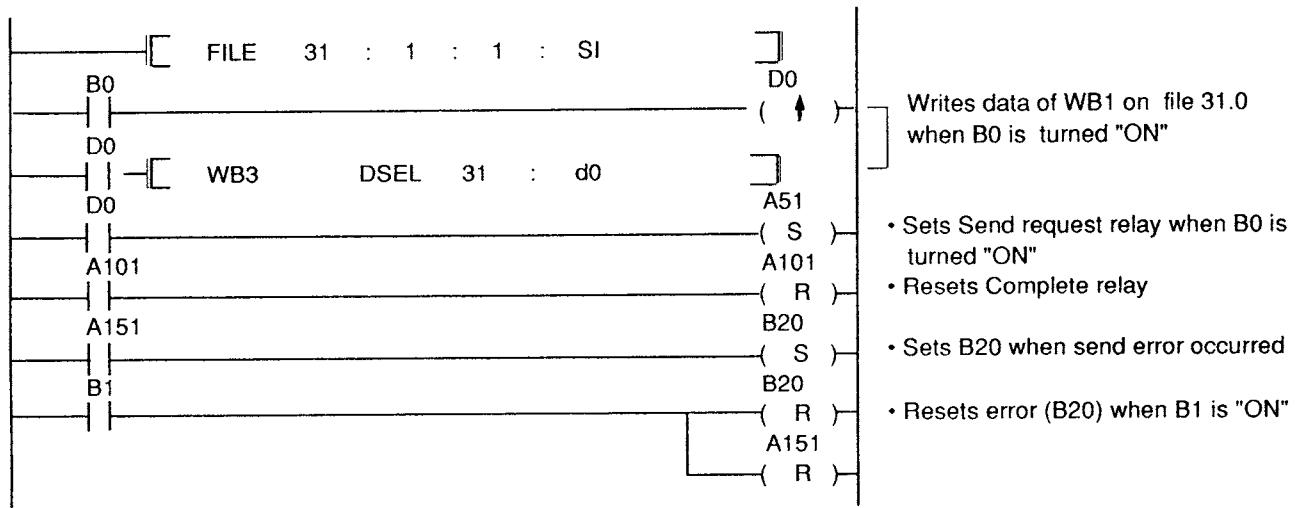 FILE 31 : 1 : 1 : SI
B0 D0
( ) Writes data of WB1 on file 31.0
when B0 is turned "ON"
D0
WB3 DSEL 31 : d0
D0 A51
( S ) • Sets Send request relay when B0 is
turned "ON"
A101 A101
( R ) • Resets Complete relay
A151 B20
( S ) • Sets B20 when send error occurred
B1 B20
( R ) • Resets error (B20) when B1 is "ON"
A151
( R )